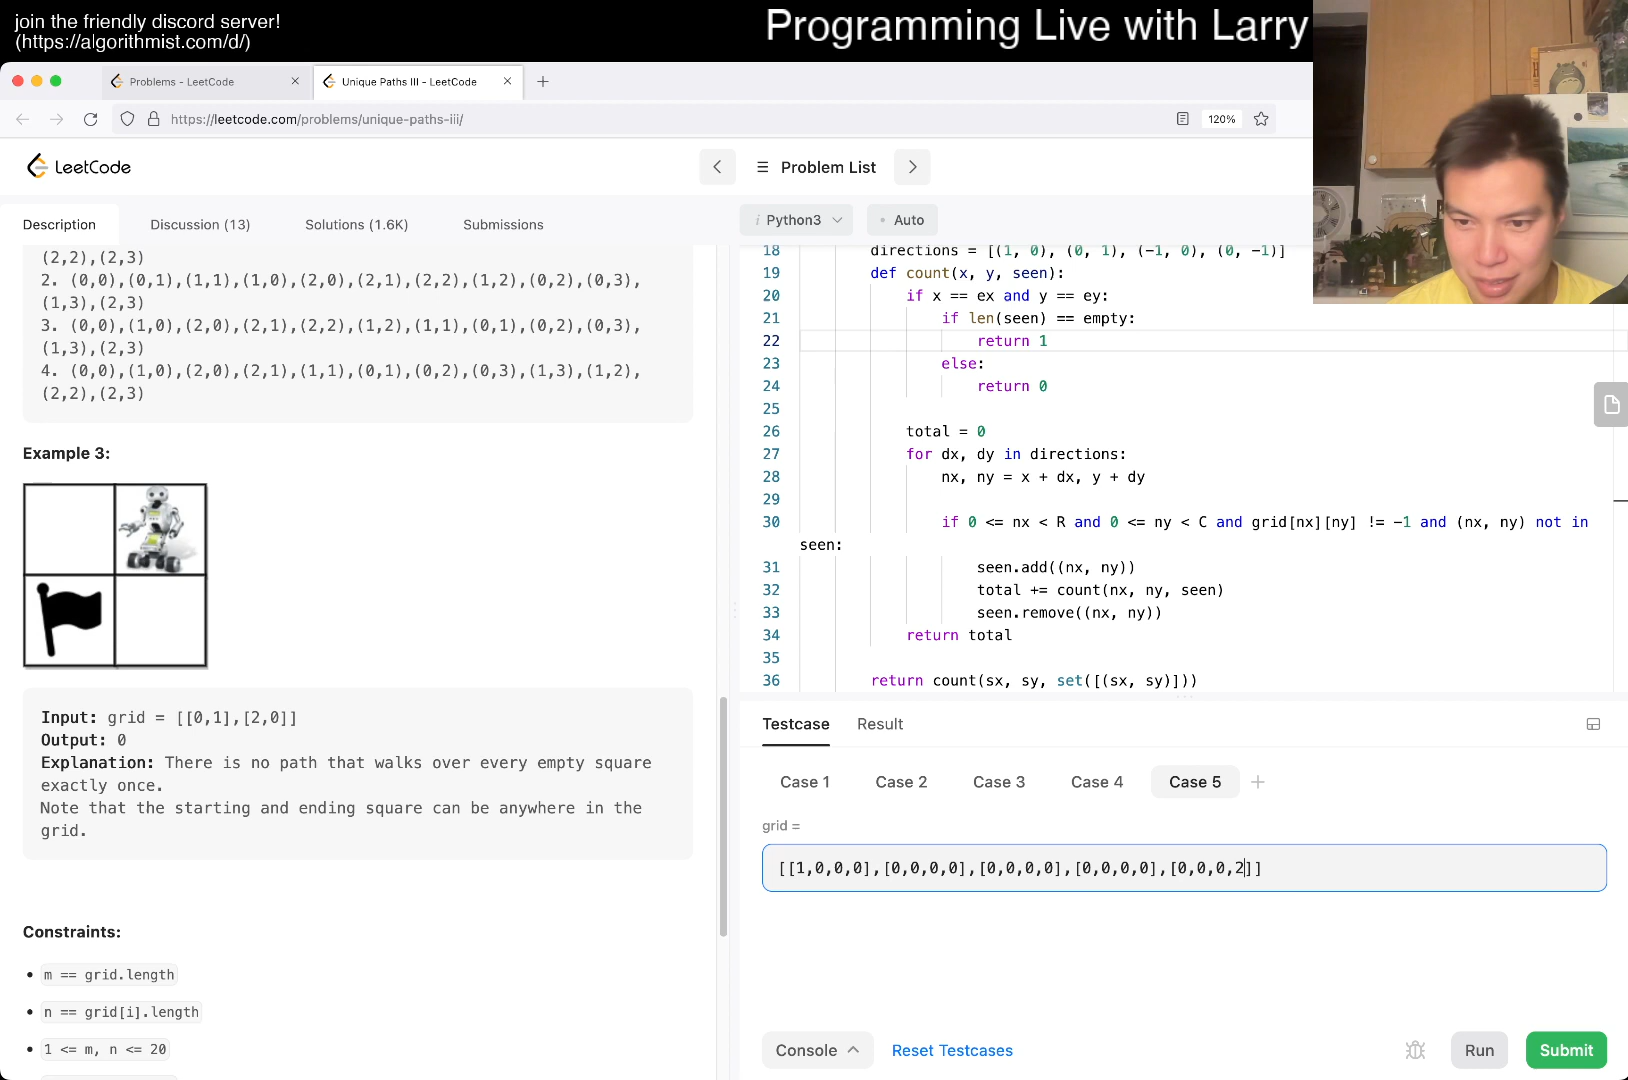 join the friendly discord server!
(https://algorithmist.com/d/)
Programming Live with Larry
Problems - LeetCode
Unique Paths III - LeetCode
https://leetcode.com/problems/unique-paths-iii/
120%
LeetCode
Problem List
Description
Discussion (13)
Solutions (1.6K)
Submissions
i Python3
Auto
(2,2),(2,3)
2. (0,0),(0,1),(1,1),(1,0),(2,0),(2,1),(2,2),(1,2),(0,2),(0,3),
(1,3),(2,3)
3. (0,0),(1,0),(2,0),(2,1),(2,2),(1,2),(1,1),(0,1),(0,2),(0,3),
(1,3),(2,3)
4. (0,0),(1,0),(2,0),(2,1),(1,1),(0,1),(0,2),(0,3),(1,3),(1,2),
(2,2),(2,3)
Example 3:
Input: grid = [[0,1],[2,0]]
Output: 0
Explanation: There is no path that walks over every empty square
exactly once.
Note that the starting and ending square can be anywhere in the
grid.
Constraints:
m == grid.length
n == grid[i].length
1 <= m, n <= 20
18 directions = [(1, 0), (0, 1), (-1, 0), (0, -1)]
19 def count(x, y, seen):
20 if x == ex and y == ey:
21 if len(seen) == empty:
22 return 1
23 else:
24 return 0
25
26 total = 0
27 for dx, dy in directions:
28 nx, ny = x + dx, y + dy
29
30 if 0 <= nx < R and 0 <= ny < C and grid[nx][ny] != -1 and (nx, ny) not in
seen:
31 seen.add((nx, ny))
32 total += count(nx, ny, seen)
33 seen.remove((nx, ny))
34 return total
35
36 return count(sx, sy, set([(sx, sy)]))
Testcase
Result
Case 1
Case 2
Case 3
Case 4
Case 5
grid =
[[1,0,0,0],[0,0,0,0],[0,0,0,0],[0,0,0,0],[0,0,0,2]]
Console
Reset Testcases
Run
Submit